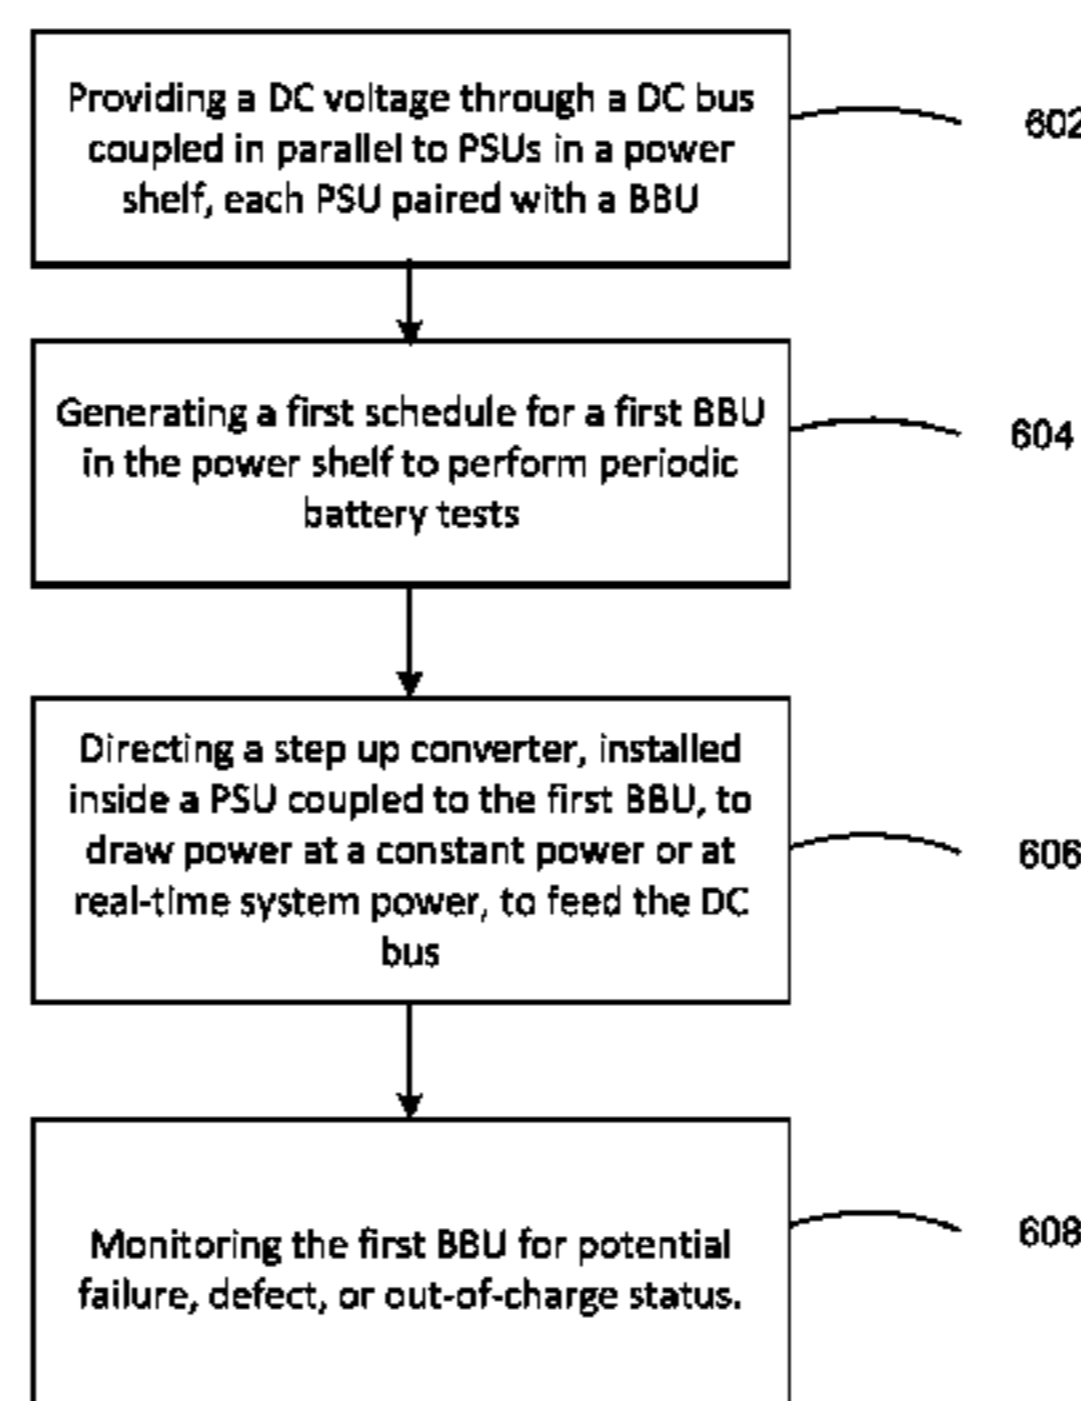 Providing a DC voltage through a DC bus
coupled in parallel to PSUs in a power
shelf, each PSU paired with a BBU
602
Generating a first schedule for a first BBU
in the power shelf to perform periodic
battery tests
604
Directing a step up converter, installed
inside a PSU coupled to the first BBU, to
draw power at a constant power or at
real-time system power, to feed the DC
bus
606
Monitoring the first BBU for potential
failure, defect, or out-of-charge status.
608